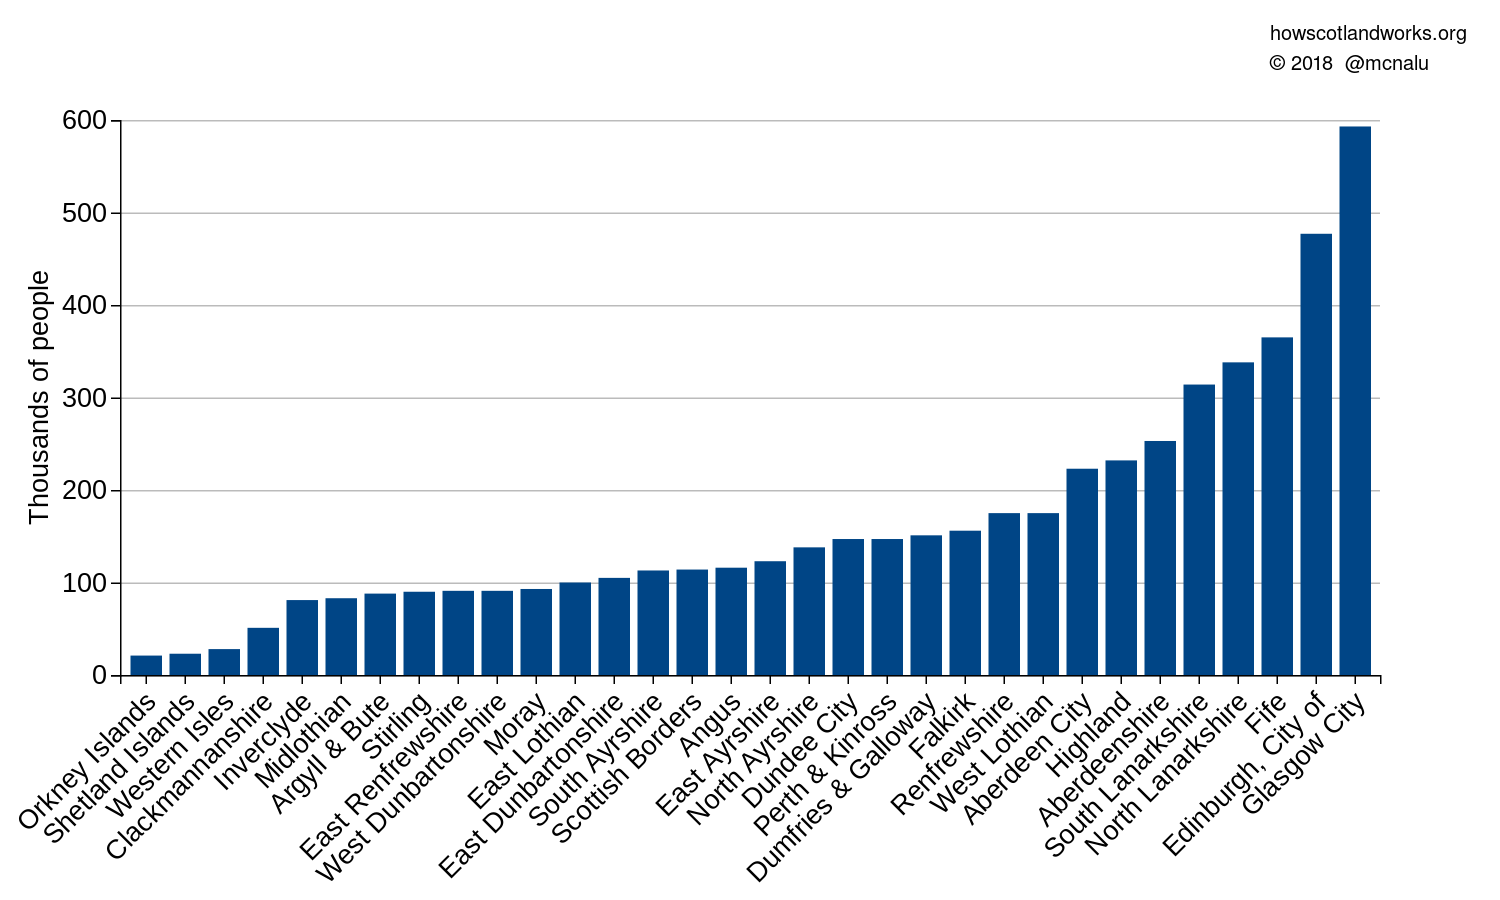 howscotlandworks.org
© 2018 @mcnalu
600
500
400
300
200
100
0
Thousands of people
Orkney Islands
Shetland Islands
Western Isles
Clackmannanshire
Inverclyde
Midlothian
Argyll & Bute
Stirling
East Renfrewshire
West Dunbartonshire
Moray
East Lothian
East Dunbartonshire
South Ayrshire
Scottish Borders
Angus
East Ayrshire
North Ayrshire
Dundee City
Perth & Kinross
Dumfries & Galloway
Falkirk
Renfrewshire
West Lothian
Aberdeen City
Highland
Aberdeenshire
South Lanarkshire
North Lanarkshire
Fife
Edinburgh, City of
Glasgow City